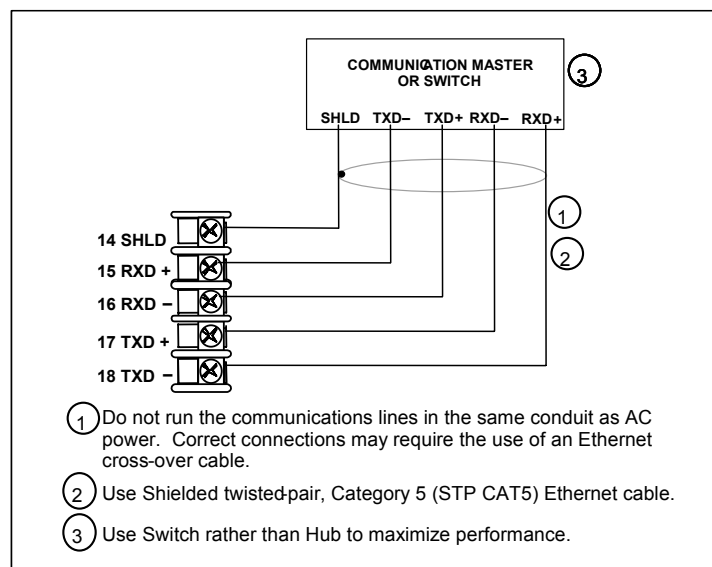 COMMUNICATION MASTER
OR SWITCH
3
SHLD TXD– TXD+ RXD– RXD+
1
2
14 SHLD
15 RXD +
16 RXD –
17 TXD +
18 TXD –
1 Do not run the communications lines in the same conduit as AC
power. Correct connections may require the use of an Ethernet
cross-over cable.
2 Use Shielded twisted-pair, Category 5 (STP CAT5) Ethernet cable.
3 Use Switch rather than Hub to maximize performance.